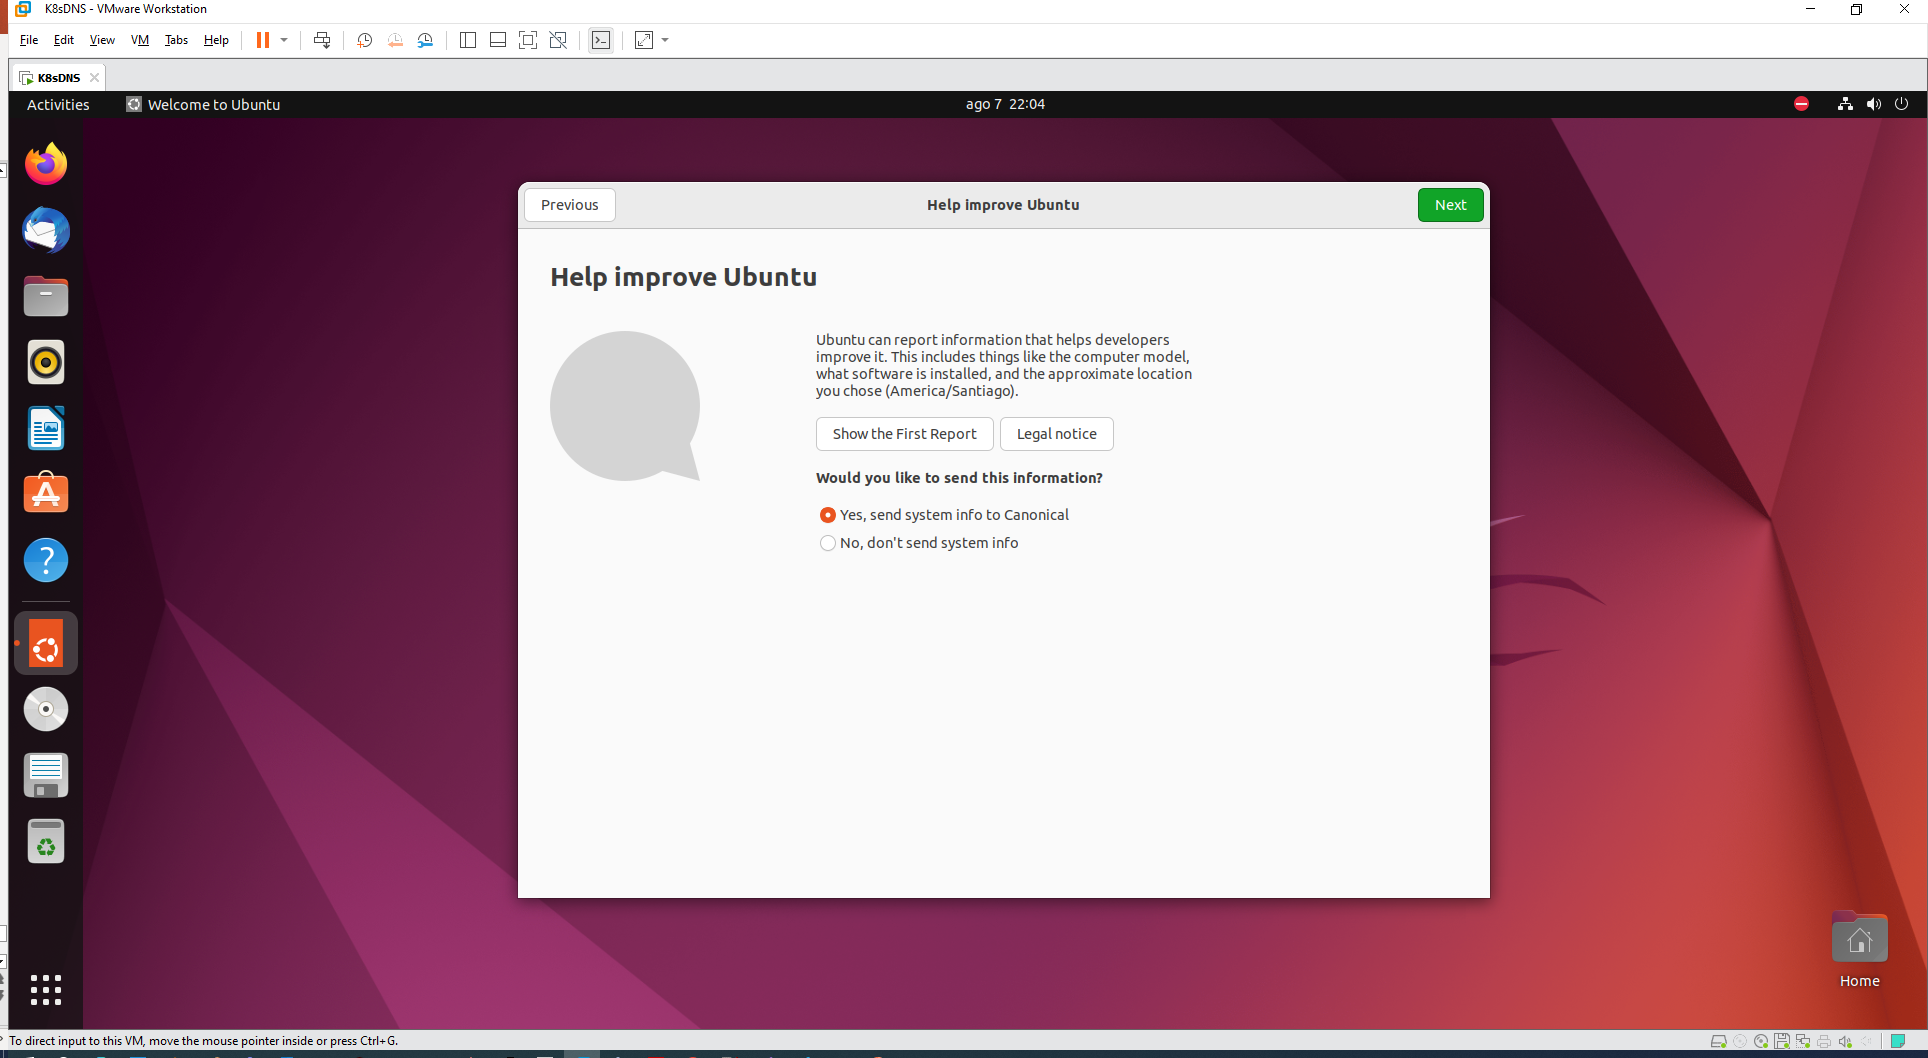 K8sDNS - VMware Workstation
File Edit View VM Tabs Help
K8sDNS
Activities Welcome to Ubuntu ago 7 22:04
Previous Help improve Ubuntu Next
Help improve Ubuntu
Ubuntu can report information that helps developers
improve it. This includes things like the computer model,
what software is installed, and the approximate location
you chose (America/Santiago).
Show the First Report Legal notice
Would you like to send this information?
Yes, send system info to Canonical
No, don't send system info
Home
To direct input to this VM, move the mouse pointer inside or press Ctrl+G.